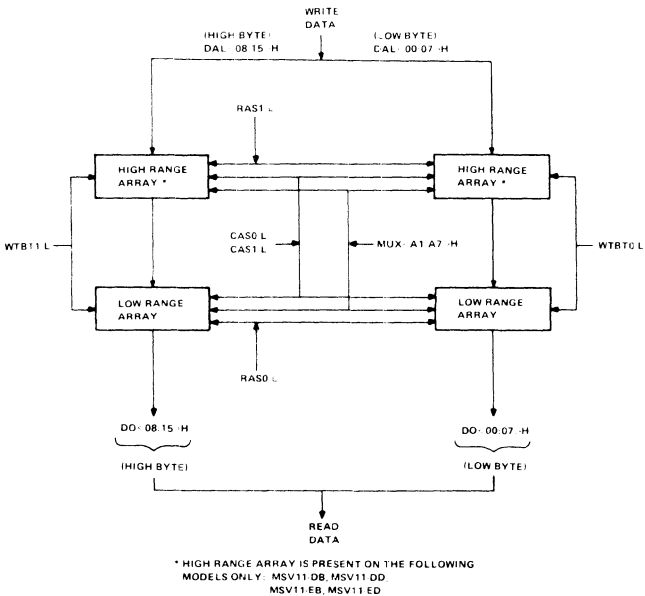 WRITE
DATA
(HIGH BYTE)
DAL 08:15 H
(LOW BYTE)
CAL 00:07 H
RAS1 L
HIGH RANGE
ARRAY *
HIGH RANGE
ARRAY *
WTBT1 L
CAS0 L
CAS1 L
MUX A1 A7 H
WTBT0 L
LOW RANGE
ARRAY
LOW RANGE
ARRAY
RAS0 L
DO 08:15 H
DO 00:07 H
(HIGH BYTE)
(LOW BYTE)
READ
DATA
* HIGH RANGE ARRAY IS PRESENT ON THE FOLLOWING
MODELS ONLY: MSV11-DB, MSV11-DD,
MSV11-EB, MSV11-ED